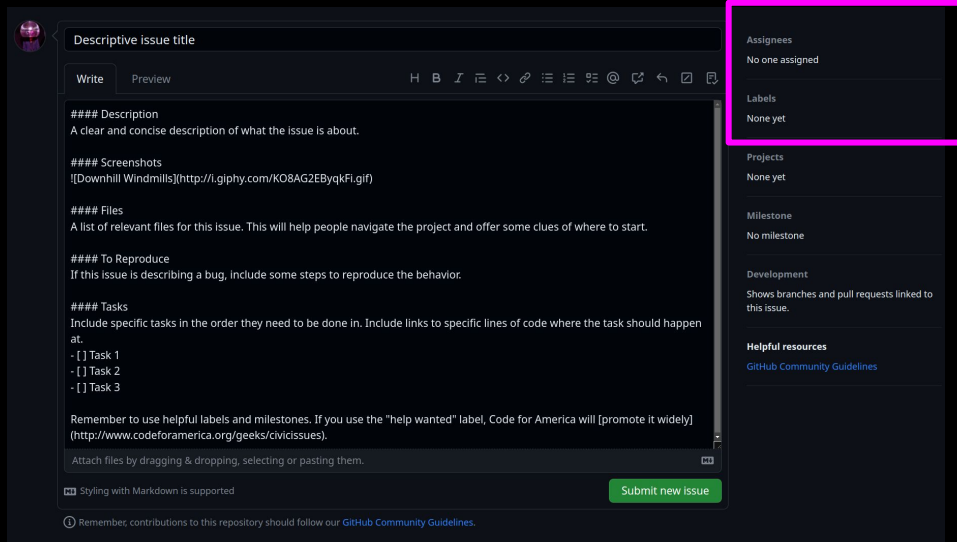 Descriptive issue title
Write
Preview
#### Description
A clear and concise description of what the issue is about.
#### Screenshots
![Downhill Windmills](http://i.giphy.com/KO8AG2EByqkFi.gif)
#### Files
A list of relevant files for this issue. This will help people navigate the project and offer some clues of where to start.
#### To Reproduce
If this issue is describing a bug, include some steps to reproduce the behavior.
#### Tasks
Include specific tasks in the order they need to be done in. Include links to specific lines of code where the task should happen
at.
- [ ] Task 1
- [ ] Task 2
- [ ] Task 3
Remember to use helpful labels and milestones. If you use the "help wanted" label, Code for America will [promote it widely]
(http://www.codeforamerica.org/geeks/civicissues).
Attach files by dragging & dropping, selecting or pasting them.
Styling with Markdown is supported
Submit new issue
Remember, contributions to this repository should follow our GitHub Community Guidelines.
Assignees
No one assigned
Labels
None yet
Projects
None yet
Milestone
No milestone
Development
Shows branches and pull requests linked to
this issue.
Helpful resources
GitHub Community Guidelines